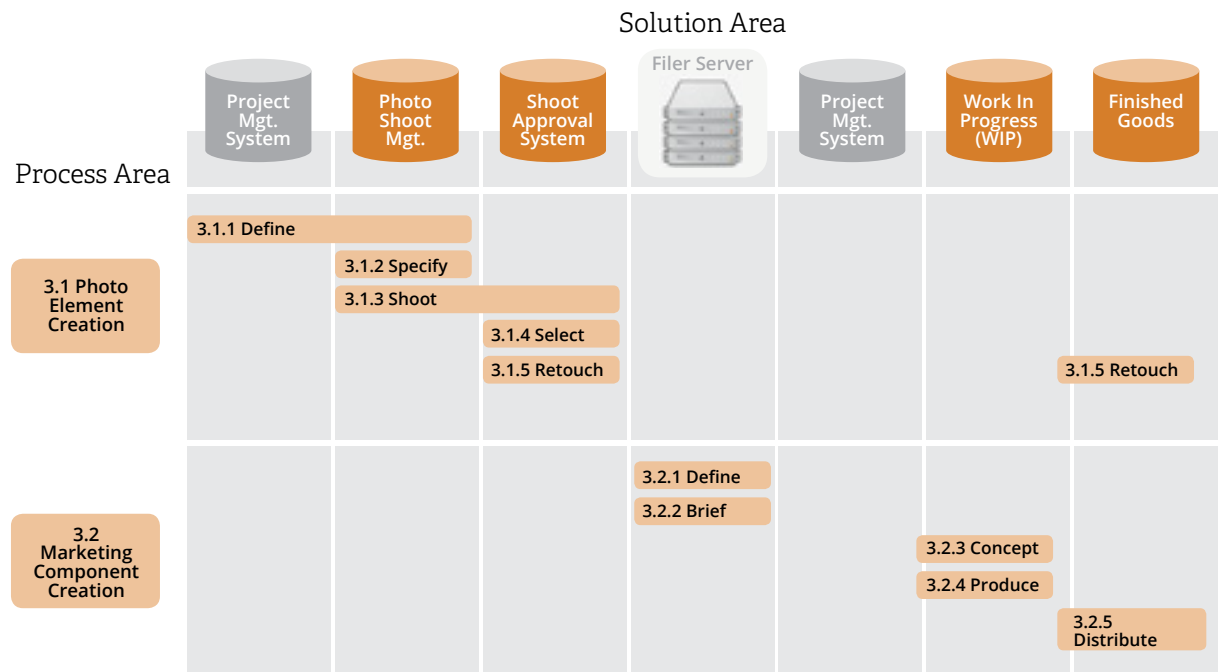 Solution Area
Project
Mgt.
System
Photo
Shoot
Mgt.
Shoot
Approval
System
Filer Server
Project
Mgt.
System
Work In
Progress
(WIP)
Finished
Goods
Process Area
3.1 Photo
Element
Creation
3.1.1 Define
3.1.2 Specify
3.1.3 Shoot
3.1.4 Select
3.1.5 Retouch
3.1.5 Retouch
3.2
Marketing
Component
Creation
3.2.1 Define
3.2.2 Brief
3.2.3 Concept
3.2.4 Produce
3.2.5
Distribute